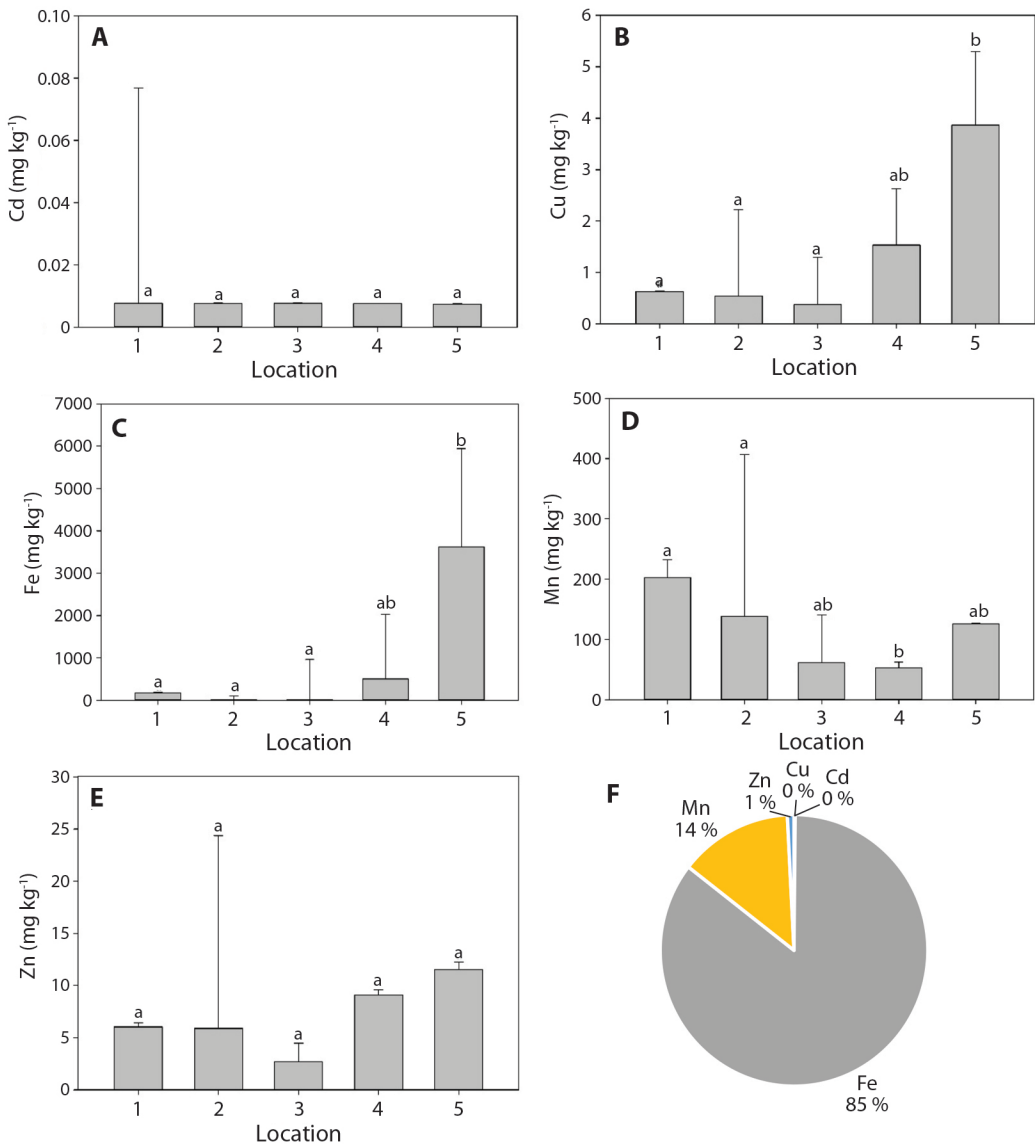 A
Cd (mg kg⁻¹)
0.10
0.08
0.06
0.04
0.02
0
a a a a a
1 2 3 4 5
Location
B
Cu (mg kg⁻¹)
6
5
4
3
2
1
0
a a a ab b
1 2 3 4 5
Location
C
Fe (mg kg⁻¹)
7000
6000
5000
4000
3000
2000
1000
0
a a a ab b
1 2 3 4 5
Location
D
Mn (mg kg⁻¹)
500
400
300
200
100
0
a a ab b ab
1 2 3 4 5
Location
E
Zn (mg kg⁻¹)
30
25
20
15
10
5
0
a a a a a
1 2 3 4 5
Location
F
Mn
14 %
Zn
1 %
Cu
0 %
Cd
0 %
Fe
85 %